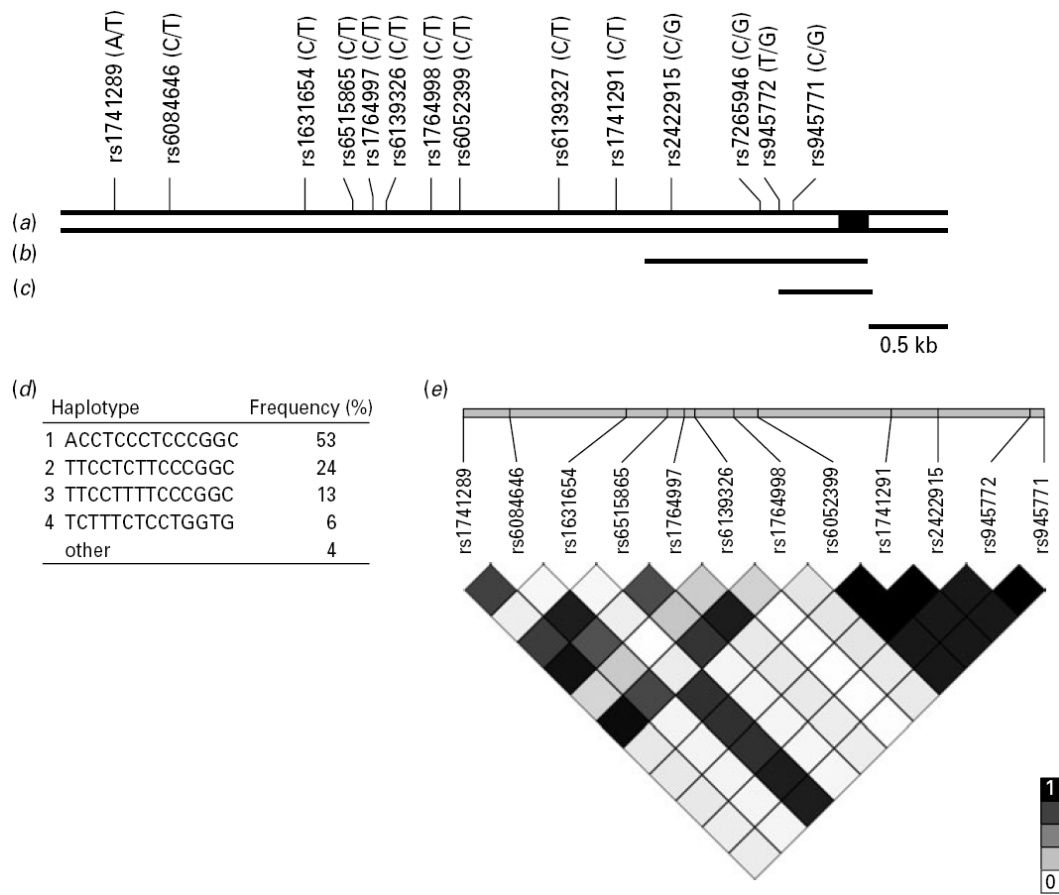 rs1741289 (A/T)
rs6084646 (C/T)
rs1631654 (C/T)
rs6515865 (C/T)
rs1764997 (C/T)
rs6139326 (C/T)
rs1764998 (C/T)
rs6052399 (C/T)
rs6139327 (C/T)
rs1741291 (C/T)
rs2422915 (C/G)
rs7265946 (C/G)
rs945772 (T/G)
rs945771 (C/G)
(a)
(b)
(c)
0.5 kb
(d)
Haplotype Frequency (%)
1 ACCTCCCTCCCGGC 53
2 TTCCTCTTCCCGGC 24
3 TTCCTTTTCCCGGC 13
4 TCTTTCTCCTGGTG 6
other 4
(e)
rs1741289
rs6084646
rs1631654
rs6515865
rs1764997
rs6139326
rs1764998
rs6052399
rs1741291
rs2422915
rs945772
rs945771
1
0